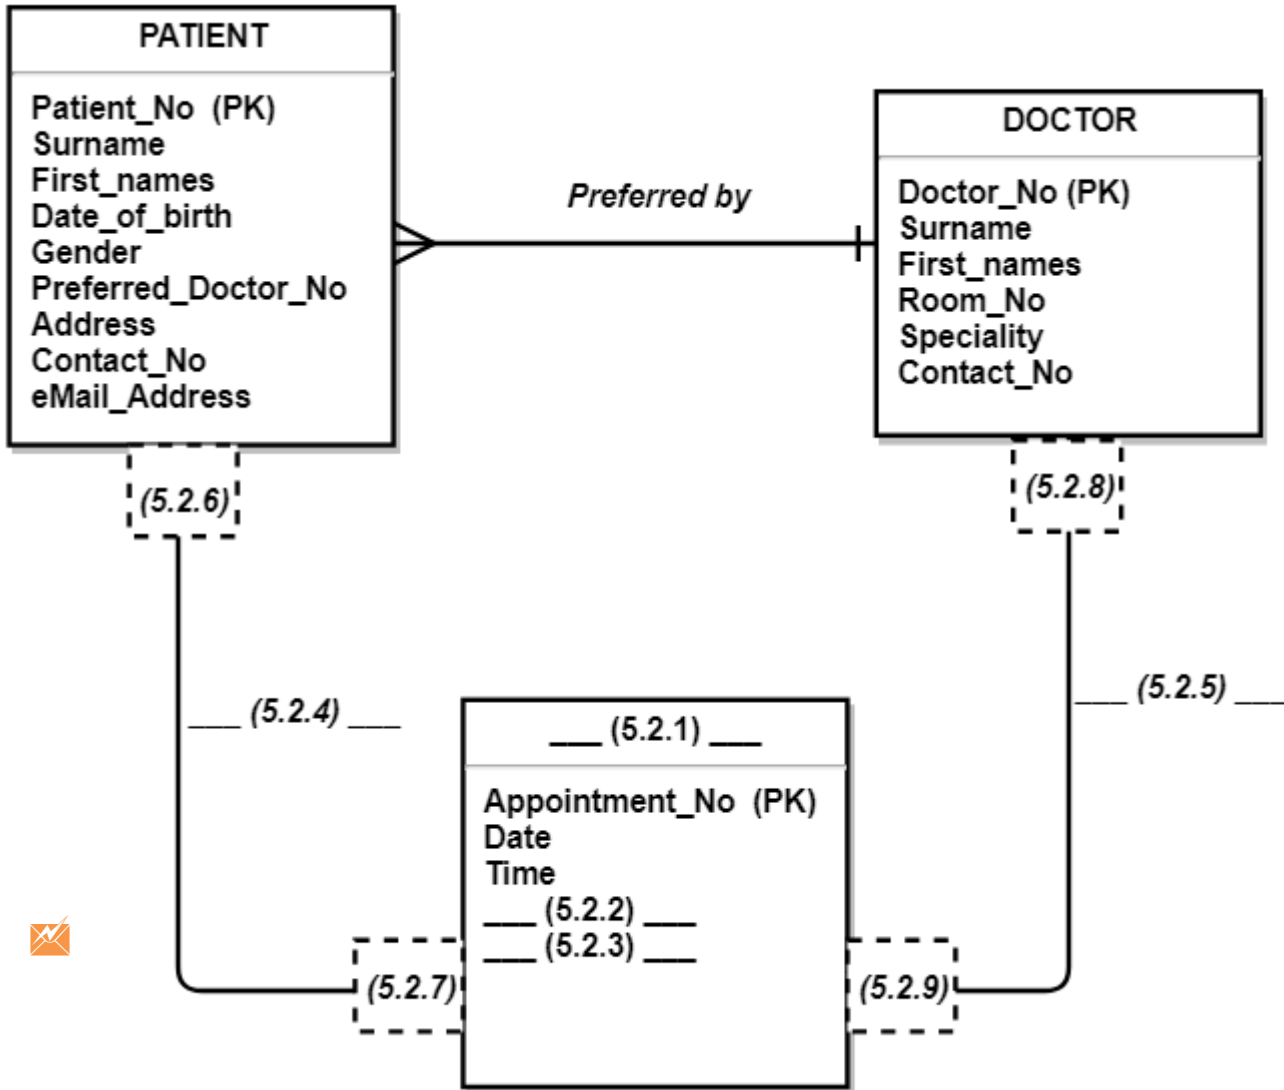 PATIENT
Patient_No (PK)
Surname
First_names
Date_of_birth
Gender
Preferred_Doctor_No
Address
Contact_No
eMail_Address
Preferred by
DOCTOR
Doctor_No (PK)
Surname
First_names
Room_No
Speciality
Contact_No
(5.2.6)
(5.2.8)
___ (5.2.4) ___
___ (5.2.5) ___
___ (5.2.1) ___
Appointment_No (PK)
Date
Time
___ (5.2.2) ___
___ (5.2.3) ___
(5.2.7)
(5.2.9)